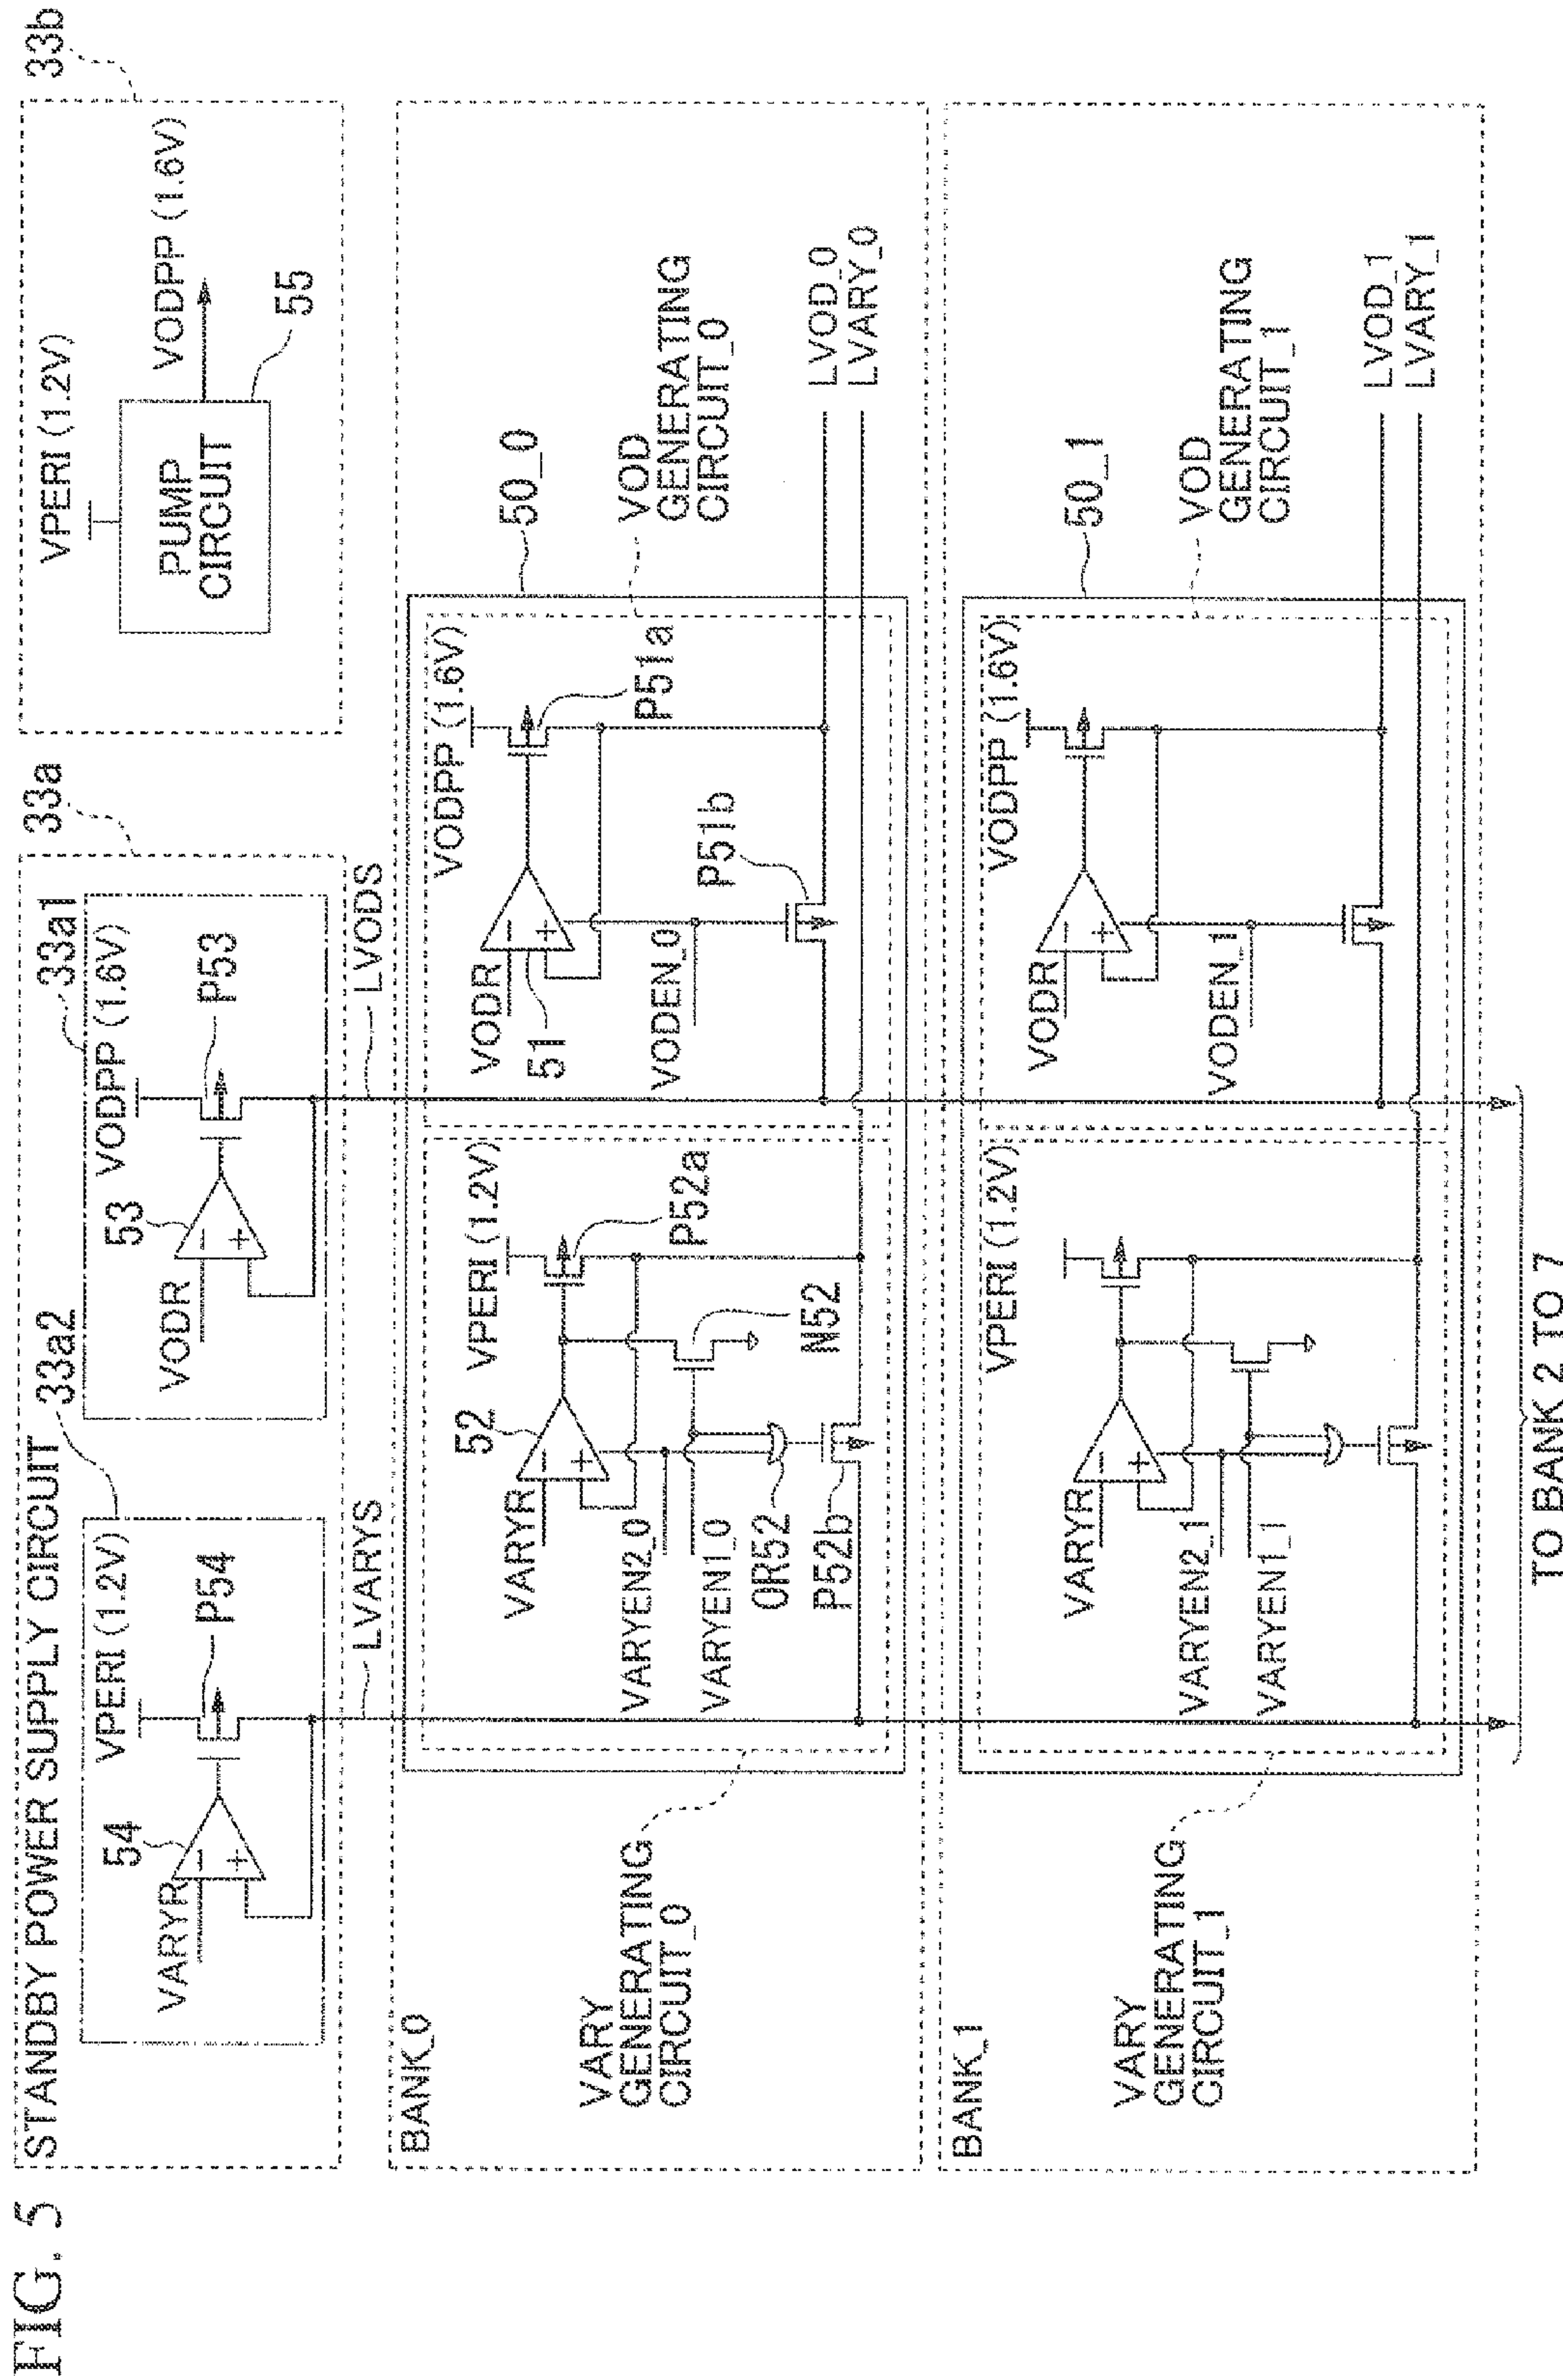 FIG. 5
STANDBY POWER SUPPLY CIRCUIT
33a2
33a1
33a
33b
VPERI (1.2V)
P54
54
VARYR
VODPP (1.6V)
P53
53
VODR
VPERI (1.2V)
PUMP
CIRCUIT
VODPP (1.6V)
55
LVARYS
LVODS
BANK_0
VARY
GENERATING
CIRCUIT_0
VPERI (1.2V)
52
P52a
VARYR
N52
VARYEN2_0
VARYEN1_0
OR52
P52b
VODPP (1.6V)
P51a
VODR
51
VODEN_0
P51b
50_0
VOD
GENERATING
CIRCUIT_0
LVOD_0
LVARY_0
BANK_1
VARY
GENERATING
CIRCUIT_1
VPERI (1.2V)
VARYR
VARYEN2_1
VARYEN1_1
VODPP (1.6V)
VODR
VODEN_1
50_1
VOD
GENERATING
CIRCUIT_1
LVOD_1
LVARY_1
TO BANK 2 TO 7